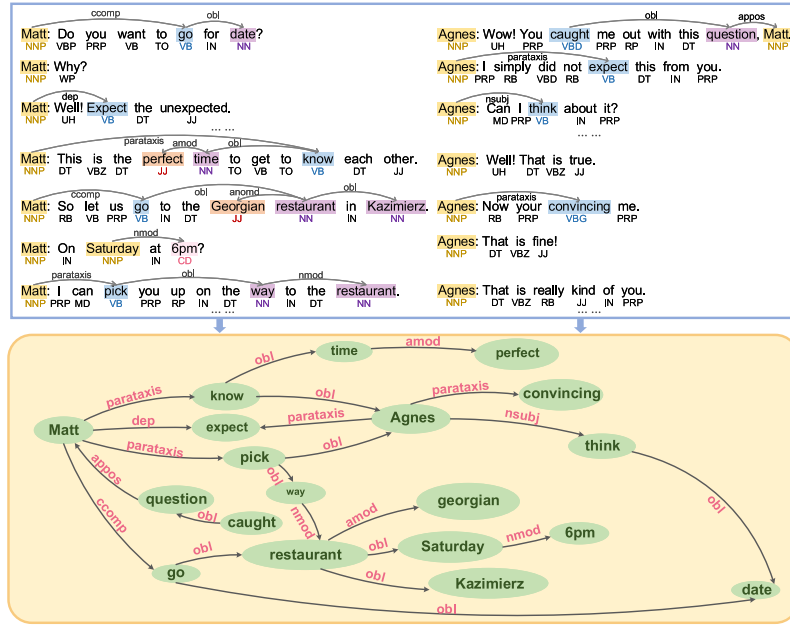 ccomp obl
Matt: Do you want to go for date?
NNP VBP PRP VB TO VB IN NN
Matt: Why?
NNP WP
dep
Matt: Well! Expect the unexpected.
NNP UH VB DT JJ
... ...
parataxis amod obl
Matt: This is the perfect time to get to know each other.
NNP DT VBZ DT JJ NN TO VB TO VB DT JJ
ccomp obl anomd obl
Matt: So let us go to the Georgian restaurant in Kazimierz.
NNP RB VB PRP VB IN DT JJ NN IN NN
nmod
Matt: On Saturday at 6pm?
IN NNP IN CD
parataxis obl nmod
Matt: I can pick you up on the way to the restaurant.
NNP PRP MD VB PRP RP IN DT NN IN DT NN
... ...
obl appos
Agnes: Wow! You caught me out with this question, Matt.
NNP UH PRP VBD PRP RP IN DT NN NNP
parataxis
Agnes: I simply did not expect this from you.
NNP PRP RB VBD RB VB DT IN PRP
nsubj
Agnes: Can I think about it?
NNP MD PRP VB IN PRP
... ...
Agnes: Well! That is true.
NNP UH DT VBZ JJ
parataxis
Agnes: Now your convincing me.
NNP RB PRP VBG PRP
Agnes: That is fine!
NNP DT VBZ JJ
Agnes: That is really kind of you.
NNP DT VBZ RB JJ IN PRP
... ...
time amod perfect
obl
parataxis know obl parataxis convincing
Matt dep expect parataxis Agnes nsubj
parataxis pick obl think
appos obl way
question obl caught nmod amod georgian obl
ccomp
obl restaurant obl Saturday nmod 6pm
go obl Kazimierz date
obl